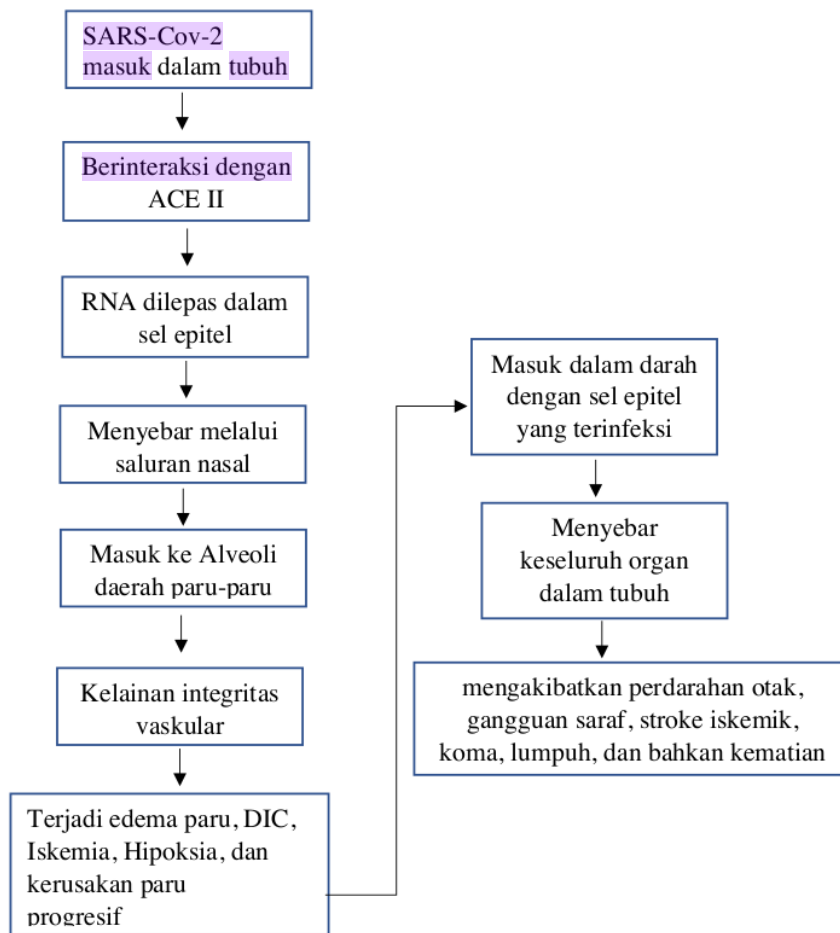 SARS-Cov-2
masuk dalam tubuh
Berinteraksi dengan
ACE II
RNA dilepas dalam
sel epitel
Menyebar melalui
saluran nasal
Masuk ke Alveoli
daerah paru-paru
Kelainan integritas
vaskular
Terjadi edema paru, DIC,
Iskemia, Hipoksia, dan
kerusakan paru
progresif
Masuk dalam darah
dengan sel epitel
yang terinfeksi
Menyebar
keseluruh organ
dalam tubuh
mengakibatkan perdarahan otak,
gangguan saraf, stroke iskemik,
koma, lumpuh, dan bahkan kematian